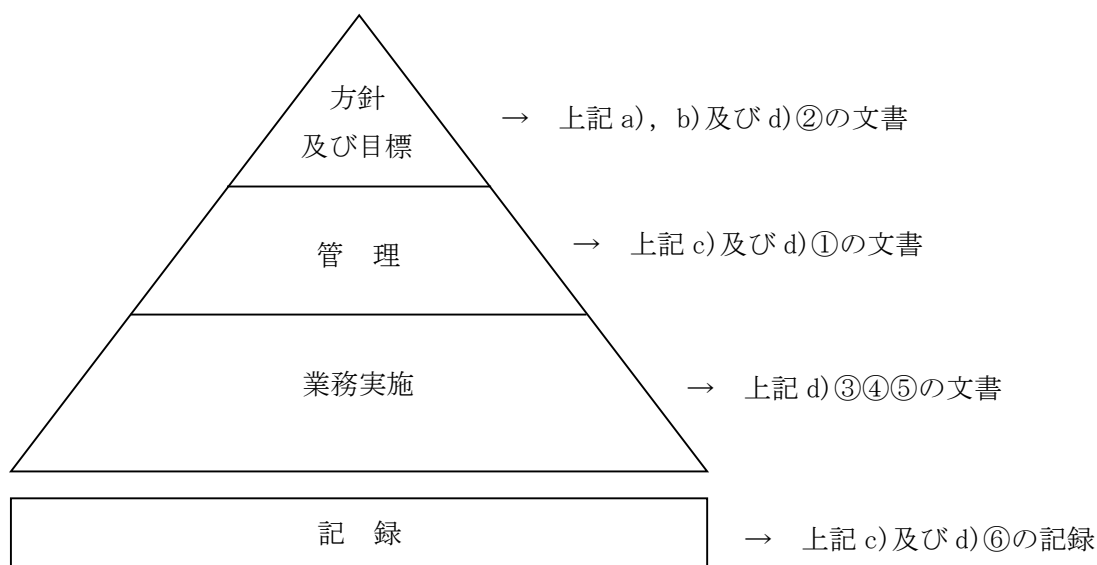 方針
及び目標
→ 上記 a), b)及び d)②の文書
管 理
→ 上記 c)及び d)①の文書
業務実施
→ 上記 d)③④⑤の文書
記 録
→ 上記 c)及び d)⑥の記録